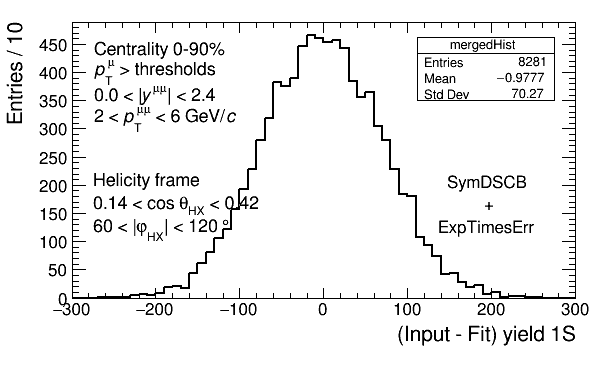 Entries / 10
450
400
350
300
250
200
150
100
50
0
−300
−200
−100
0
100
200
300
(Input - Fit) yield 1S
Centrality 0-90%
p_T^μ > thresholds
0.0 < |y^μμ| < 2.4
2 < p_T^μμ < 6 GeV/c
Helicity frame
0.14 < cos θ_HX < 0.42
60 < |φ_HX| < 120 °
mergedHist
Entries 8281
Mean −0.9777
Std Dev 70.27
SymDSCB
+
ExpTimesErr